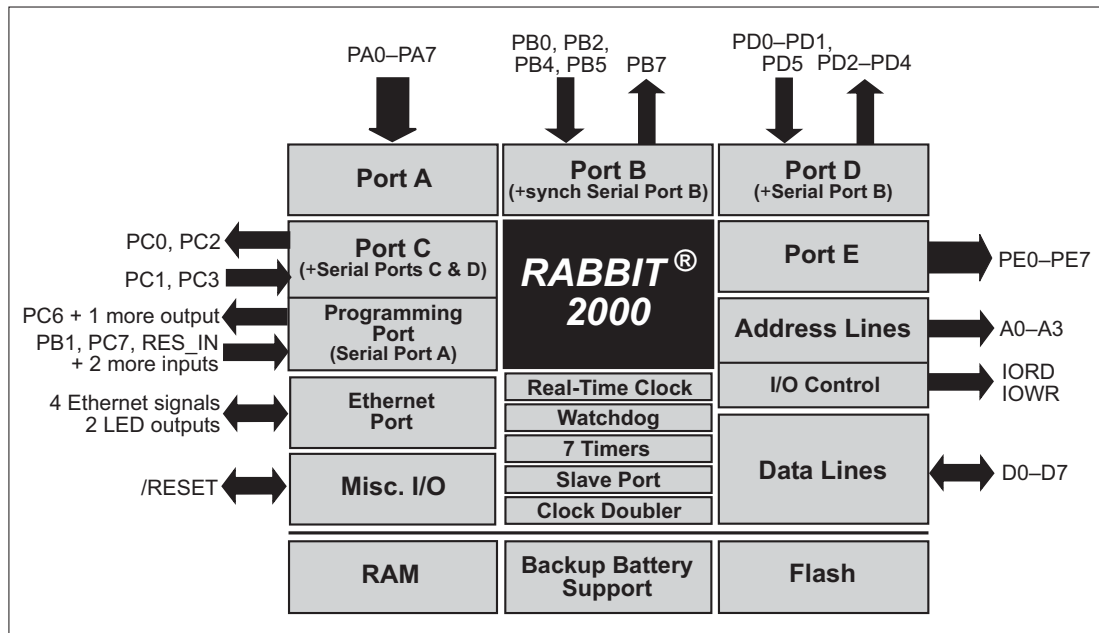 PA0–PA7
PB0, PB2,
PB4, PB5
PB7
PD0–PD1,
PD5
PD2–PD4
Port A
Port B
(+synch Serial Port B)
Port D
(+Serial Port B)
PC0, PC2
PC1, PC3
Port C
(+Serial Ports C & D)
RABBIT ®
2000
Port E
PE0–PE7
PC6 + 1 more output
PB1, PC7, RES_IN
+ 2 more inputs
Programming
Port
(Serial Port A)
Address Lines
A0–A3
I/O Control
IORD
IOWR
4 Ethernet signals
2 LED outputs
Ethernet
Port
Real-Time Clock
Watchdog
7 Timers
Slave Port
Clock Doubler
Data Lines
D0–D7
/RESET
Misc. I/O
RAM
Backup Battery
Support
Flash